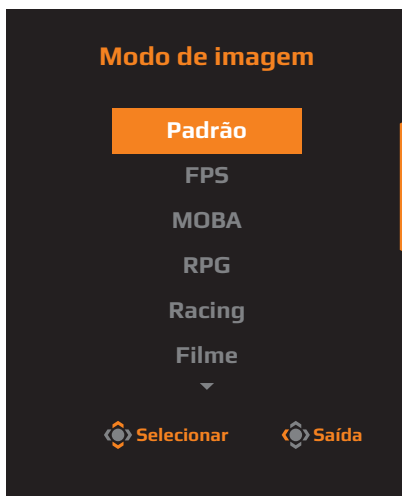 Modo de imagem
Padrão
FPS
MOBA
RPG
Racing
Filme
Selecionar Saída